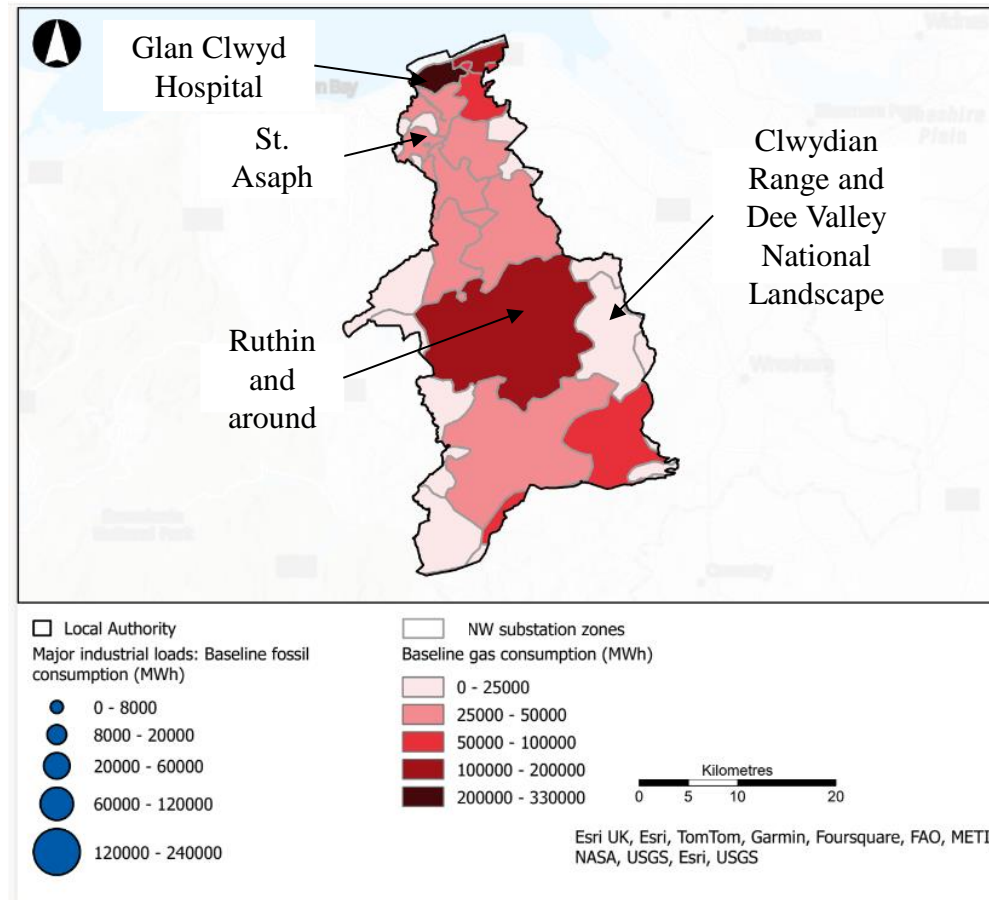 Glan Clwyd
Hospital
St.
Asaph
Clwydian
Range and
Dee Valley
National
Landscape
Ruthin
and
around
Local Authority
Major industrial loads: Baseline fossil
consumption (MWh)
0 - 8000
8000 - 20000
20000 - 60000
60000 - 120000
120000 - 240000
NW substation zones
Baseline gas consumption (MWh)
0 - 25000
25000 - 50000
50000 - 100000
100000 - 200000
200000 - 330000
Kilometres
0 5 10 20
Esri UK, Esri, TomTom, Garmin, Foursquare, FAO, METI
NASA, USGS, Esri, USGS